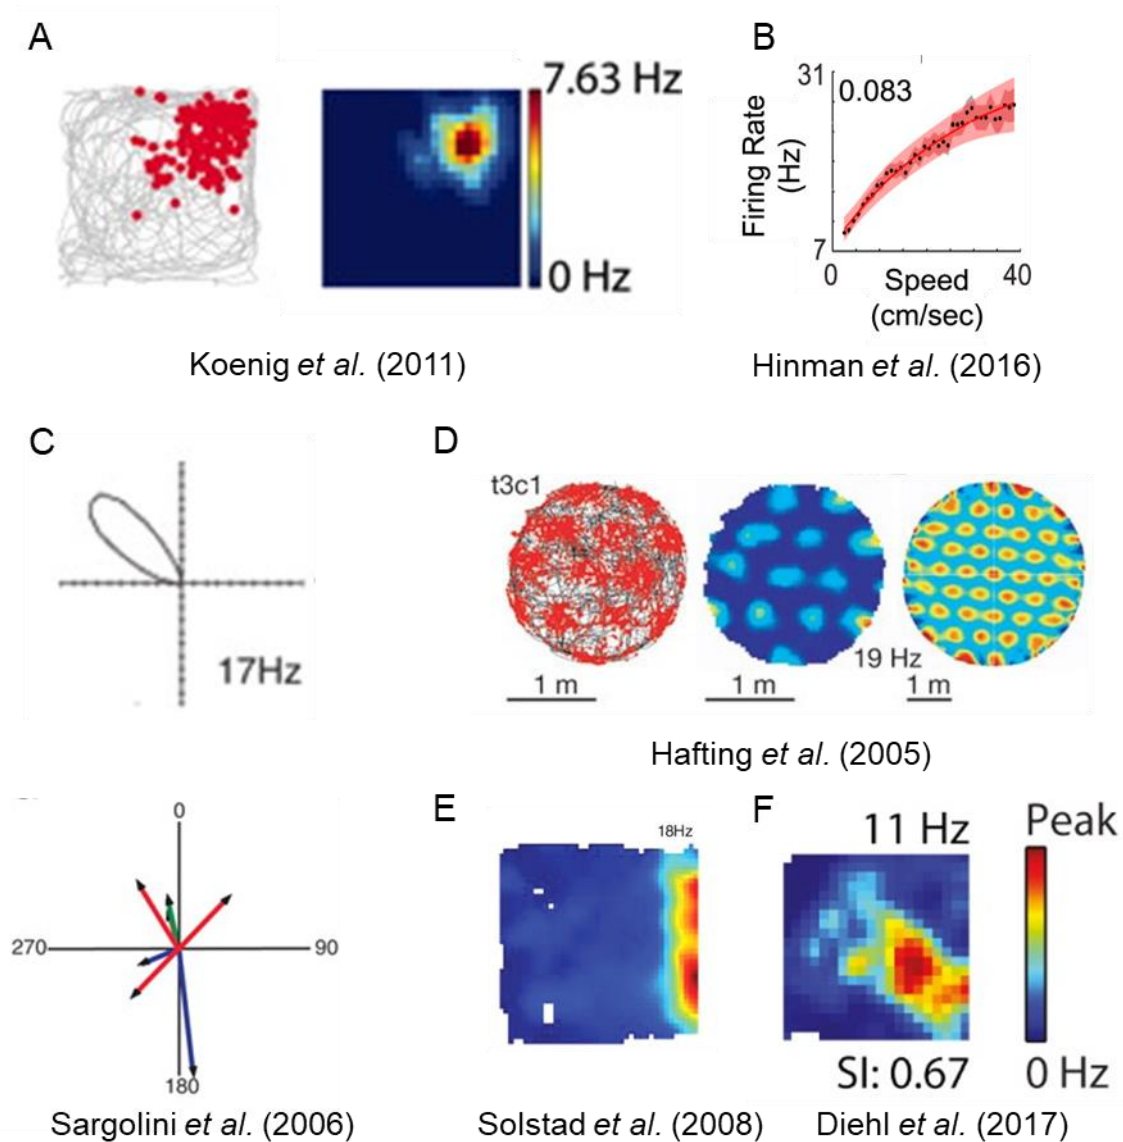 A
7.63 Hz
0 Hz
Koenig et al. (2011)
B
31
0.083
Firing Rate
(Hz)
7
0
40
Speed
(cm/sec)
Hinman et al. (2016)
C
17Hz
D
t3c1
19 Hz
1 m
1 m
1 m
Hafting et al. (2005)
0
270
90
180
Sargolini et al. (2006)
E
18Hz
Solstad et al. (2008)
F
11 Hz
Peak
SI: 0.67
0 Hz
Diehl et al. (2017)